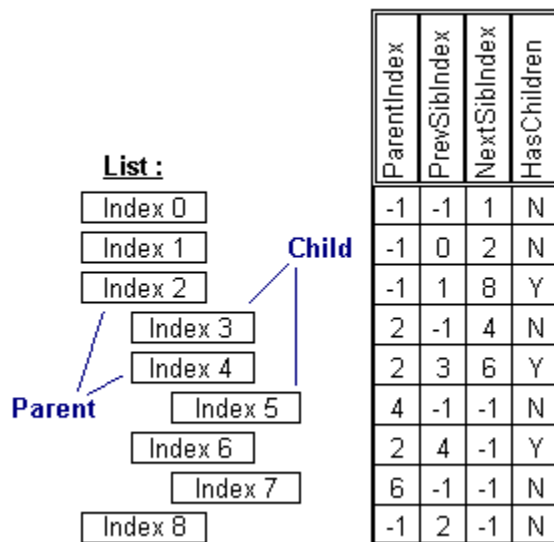 ParentIndex PrevSibIndex NextSibIndex HasChildren
List :
Index 0 -1 -1 1 N
Index 1 Child -1 0 2 N
Index 2 -1 1 8 Y
Index 3 2 -1 4 N
Index 4 2 3 6 Y
Parent Index 5 4 -1 -1 N
Index 6 2 4 -1 Y
Index 7 6 -1 -1 N
Index 8 -1 2 -1 N